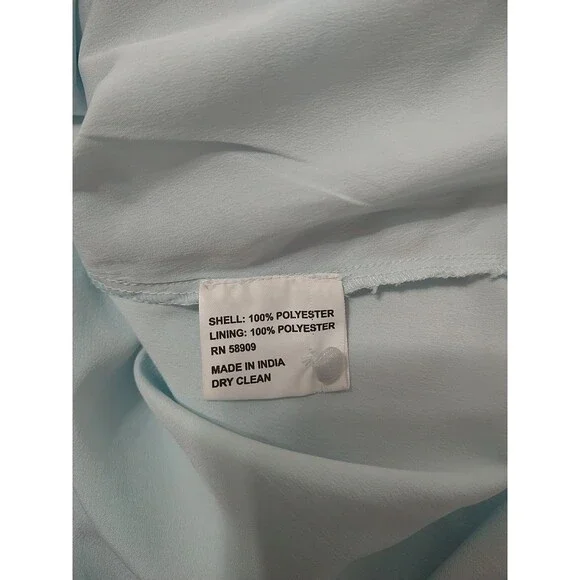 SHELL: 100% POLYESTER
LINING: 100% POLYESTER
RN 58909
MADE IN INDIA
DRY CLEAN